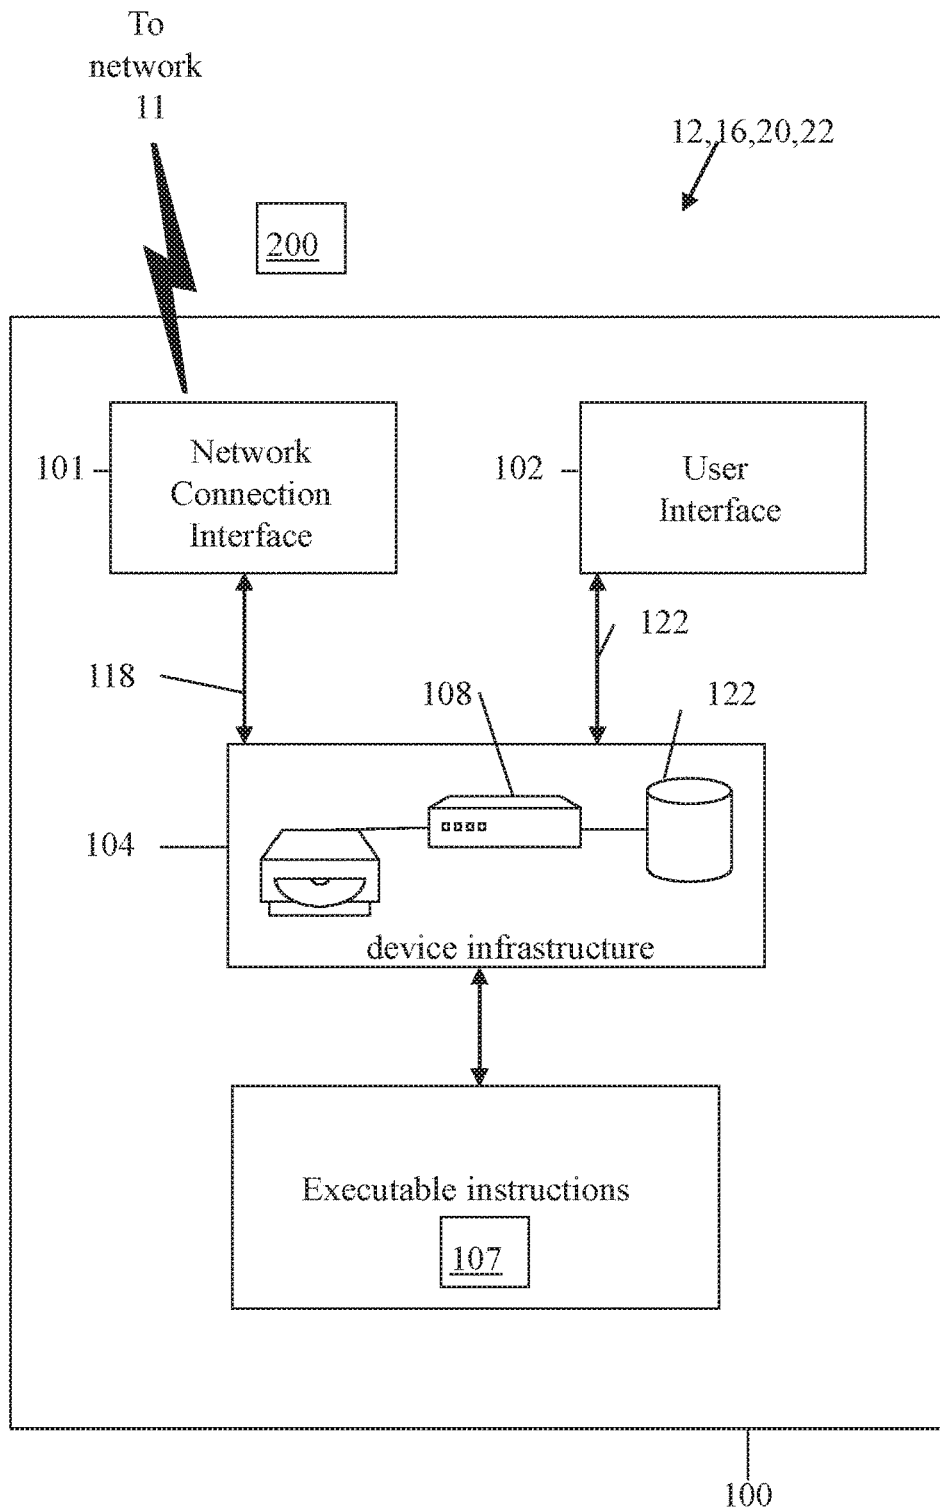 To
network
11
12,16,20,22
200
101
Network
Connection
Interface
102
User
Interface
118
122
108
122
104
device infrastructure
Executable instructions
107
100